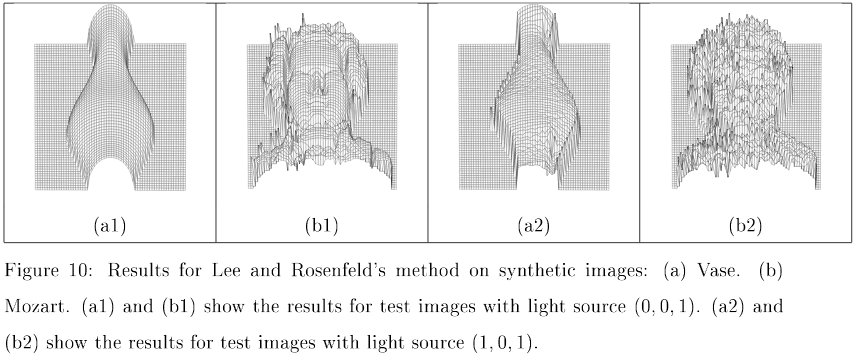 (a1) (b1) (a2) (b2)
Figure 10: Results for Lee and Rosenfeld's method on synthetic images: (a) Vase. (b)
Mozart. (a1) and (b1) show the results for test images with light source (0, 0, 1). (a2) and
(b2) show the results for test images with light source (1, 0, 1).